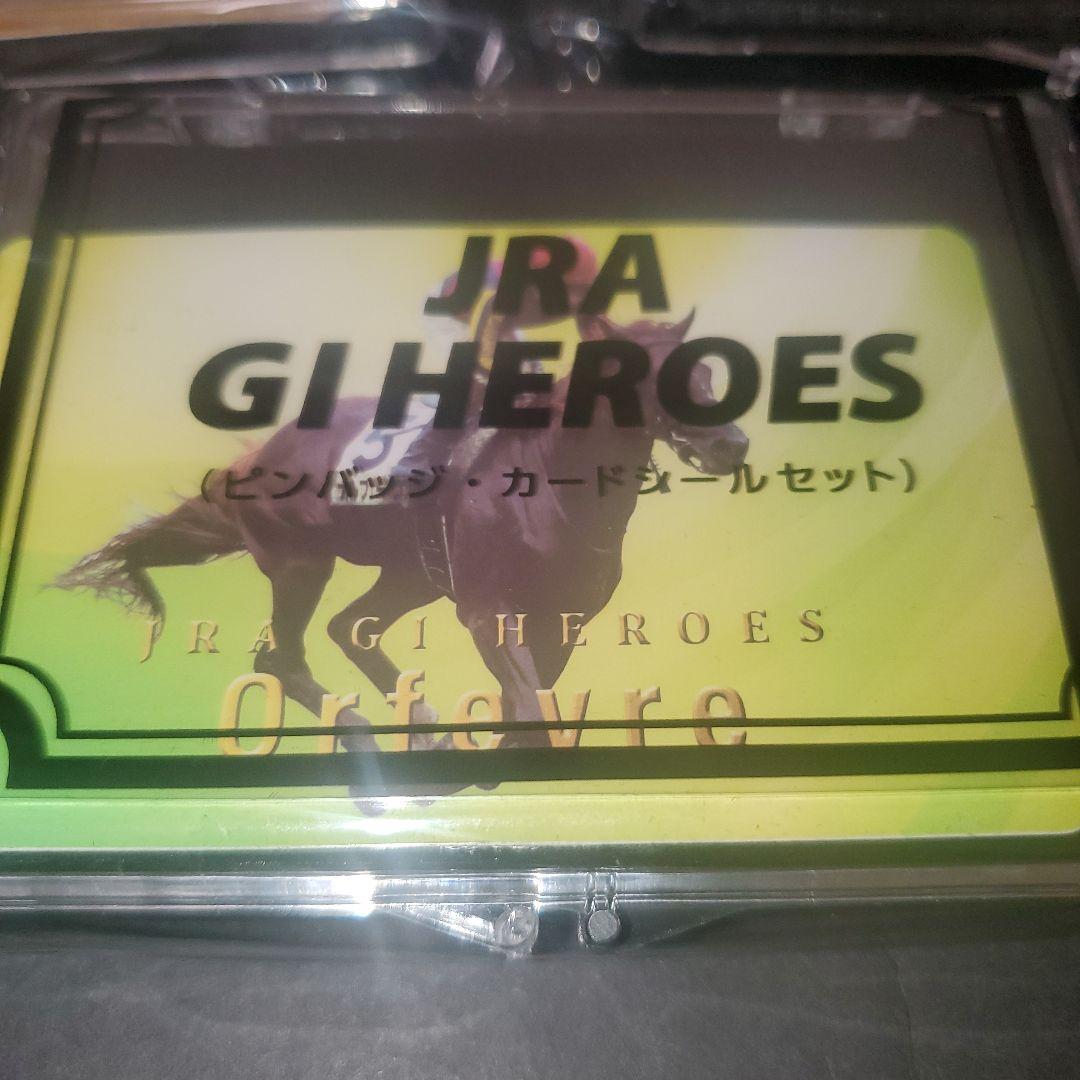 JRA
GI HEROES
(ピンバッジ・カードシールセット)
5
JRA GI HEROES
Orfevre